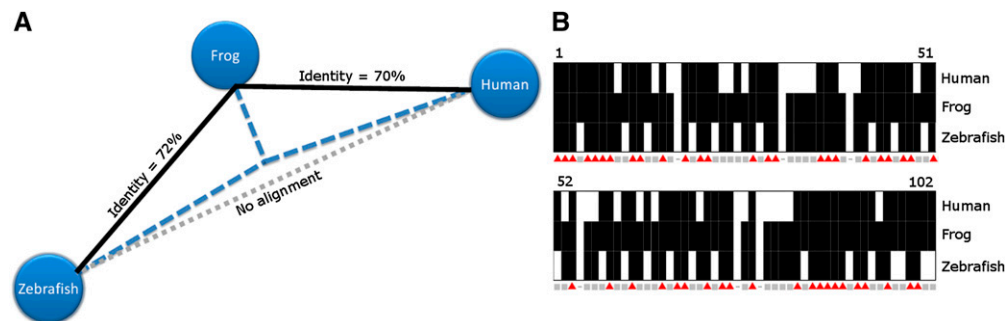 A
Frog
Identity = 70%
Human
Identity = 72%
No alignment
Zebrafish
B
1 51
Human
Frog
Zebrafish
52 102
Human
Frog
Zebrafish